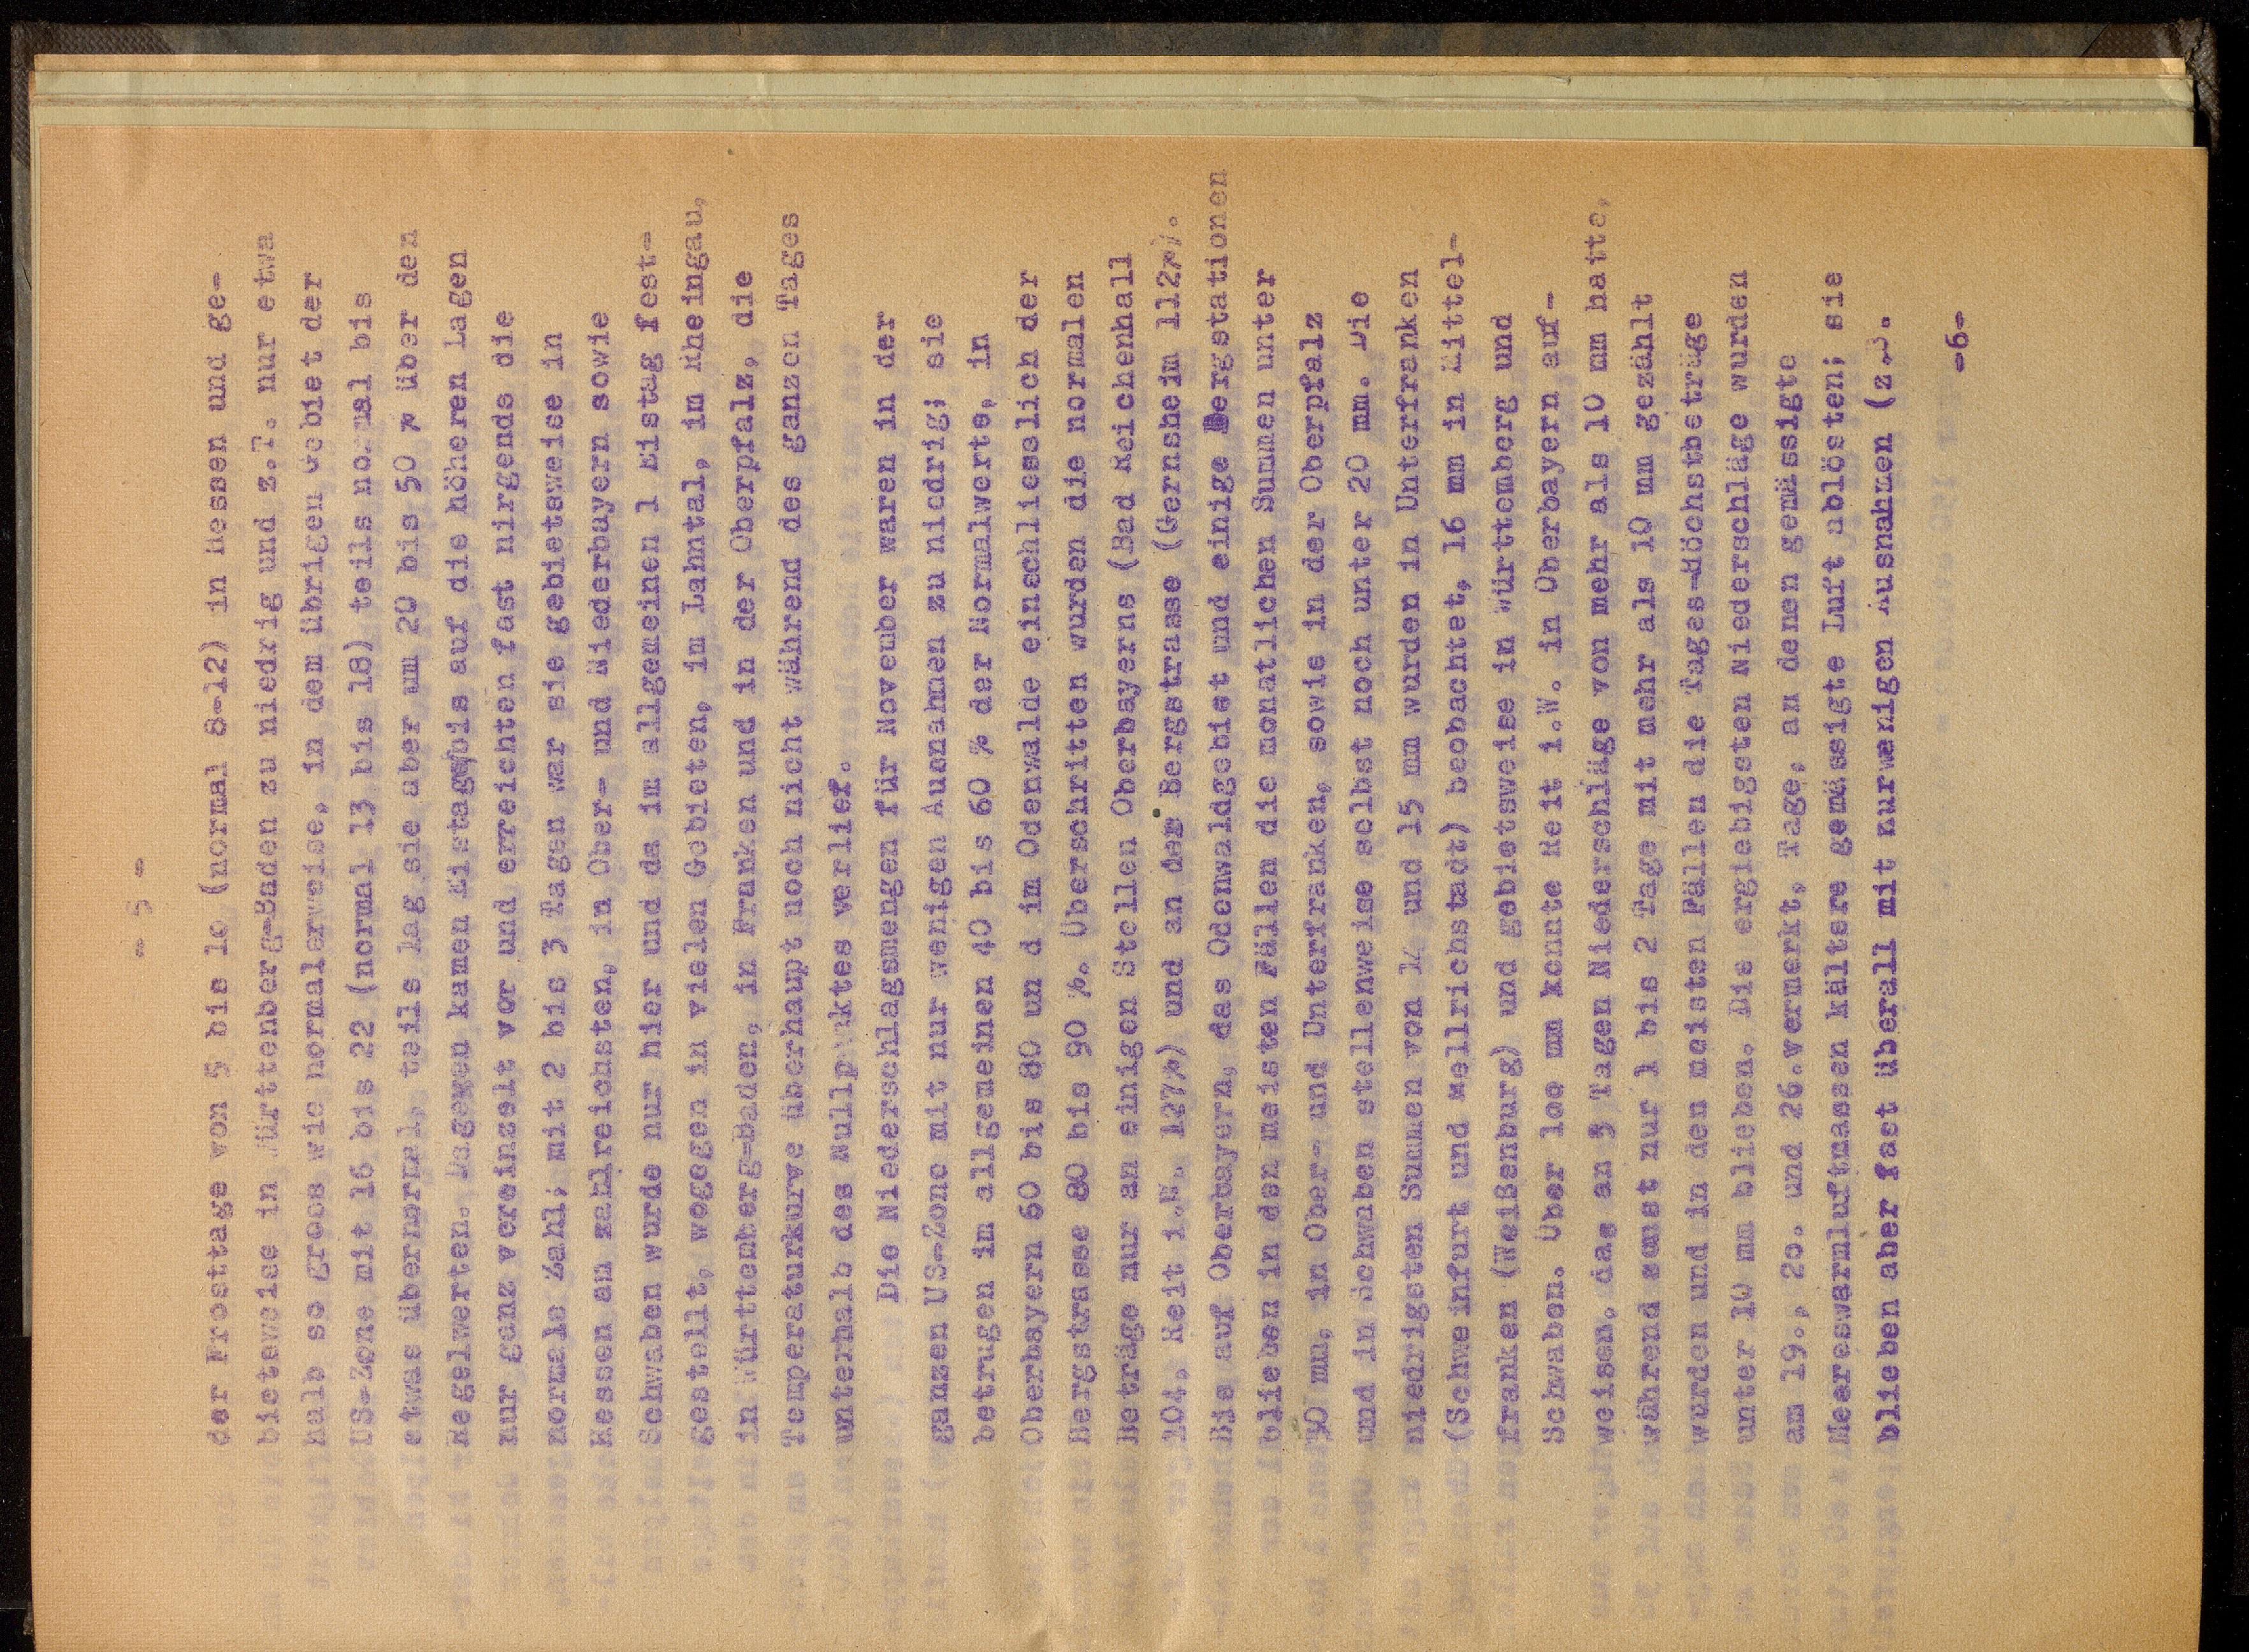 - 5 -
der Frosttage von 5 bis 10 (normal 8-12) in Hessen und ge-
bietsweise in Württenberg-Baden zu niedrig und z.T. nur etwa
halb so gross wie normalerweise, in dem übrigen Gebiet der
US-Zone mit 16 bis 22 (normal 13 bis 18) teils normal bis
etwas übernormal, teils lag sie aber um 20 bis 50 % über den
Regelwerten. Dagegen kamen Eistage bis auf die höheren Lagen
nur ganz vereinzelt vor und erreichten fast nirgends die
normale Zahl; mit 2 bis 3 Tagen war sie gebietsweise in
Hessen am zahlreichsten, in Ober- und Niederbayern sowie
Schwaben wurde nur hier und da im allgemeinen 1 Eistag fest-
gestellt, wogegen in vielen Gebieten, im Lahntal, im Rheingau,
in Württemberg-Baden, in Franken und in der Oberpfalz, die
Temperaturkurve überhaupt noch nicht während des ganzen Tages
unterhalb des Nullpunktes verlief.
Die Niederschlagsmengen für November waren in der
ganzen US-Zone mit nur wenigen Ausnahmen zu niedrig; sie
betrugen im allgemeinen 40 bis 60 % der Normalwerte, in
Oberbayern 60 bis 80 un d im Odenwalde einschliesslich der
Bergstrasse 80 bis 90 %. Überschritten wurden die normalen
Beträge nur an einigen Stellen Oberbayerns (Bad Reichenhall
104, Reit i.W. 127%) und an der Bergstrasse (Gernsheim 112%).
Bis auf Oberbayern, das Odenwaldgebiet und einige Bergstationen
blieben in den meisten Fällen die monatlichen Summen unter
30 mm, in Ober- und Unterfranken, sowie in der Oberpfalz
und in Schwaben stellenweise selbst noch unter 20 mm. Die
niedrigsten Summen von 14 und 15 mm wurden in Unterfranken
(Schweinfurt und Mellrichstadt) beobachtet, 16 mm in Mittel-
franken (Weißenburg) und gebietsweise in Württemberg und
Schwaben. Über 100 mm konnte Reit i.W. in Oberbayern auf-
weisen, das an 5 Tagen Niederschläge von mehr als 10 mm hatte,
während sonst nur 1 bis 2 Tage mit mehr als 10 mm gezählt
wurden und in den meisten Fällen die Tages-Höchstbeträge
unter 10 mm blieben. Die ergiebigsten Niederschläge wurden
am 19., 20. und 26.vermerkt, Tage, an denen gemässigte
Meereswarmluftmassen kältere gemässigte Luft ablösten; sie
blieben aber fast überall mit nurwenigen Ausnahmen (z.B.
-6-